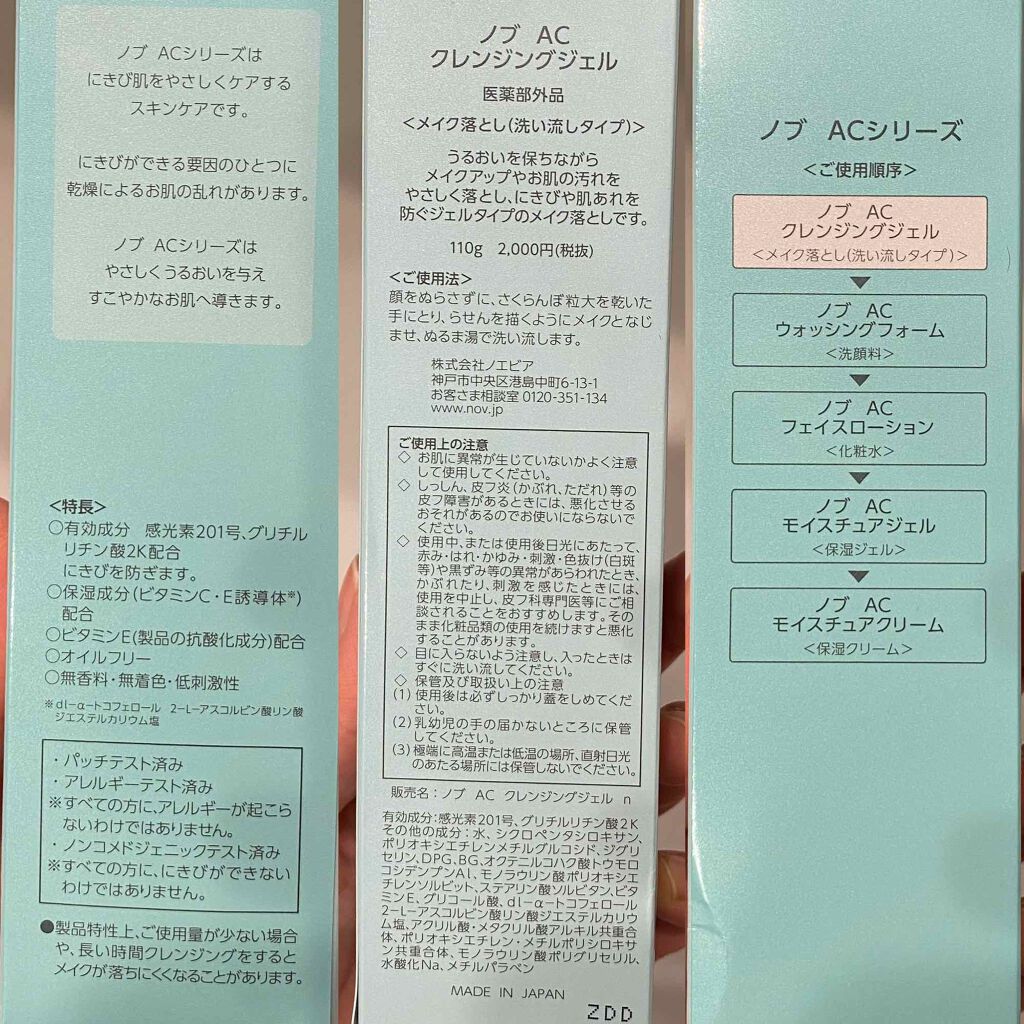 ノブ ACシリーズは
にきび肌をやさしくケアする
スキンケアです。
にきびができる要因のひとつに
乾燥によるお肌の乱れがあります。
ノブ ACシリーズは
やさしくうるおいを与え
すこやかなお肌へ導きます。
<特長>
○有効成分 感光素201号、グリチル
リチン酸2K配合
にきびを防ぎます。
○保湿成分(ビタミンC・E誘導体※)
配合
○ビタミンE(製品の抗酸化成分)配合
○オイルフリー
○無香料・無着色・低刺激性
※dl-α-トコフェロール 2-L-アスコルビン酸リン酸
ジエステルカリウム塩
・パッチテスト済み
・アレルギーテスト済み
※すべての方に、アレルギーが起こら
ないわけではありません。
・ノンコメドジェニックテスト済み
※すべての方に、にきびができない
わけではありません。
●製品特性上、ご使用量が少ない場合
や、長い時間クレンジングをすると
メイクが落ちにくくなることがあります。
ノブ AC
クレンジングジェル
医薬部外品
<メイク落とし(洗い流しタイプ)>
うるおいを保ちながら
メイクアップやお肌の汚れを
やさしく落とし、にきびや肌あれを
防ぐジェルタイプのメイク落としです。
110g 2,000円(税抜)
<ご使用法>
顔をぬらさずに、さくらんぼ粒大を乾いた
手にとり、らせんを描くようにメイクとなじ
ませ、ぬるま湯で洗い流します。
株式会社ノエビア
神戸市中央区港島中町6-13-1
お客さま相談室 0120-351-134
www.nov.jp
ご使用上の注意
◇ お肌に異常が生じていないかよく注意
して使用してください。
◇ しっしん、皮フ炎(かぶれ、ただれ)等の
皮フ障害があるときには、悪化させる
おそれがあるのでお使いにならないで
ください。
◇ 使用中、または使用後日光にあたって、
赤み・はれ・かゆみ・刺激・色抜け(白斑
等)や黒ずみ等の異常があらわれたとき、
かぶれたり、刺激を感じたときには、
使用を中止し、皮フ科専門医等にご相
談されることをおすすめします。その
まま化粧品類の使用を続けますと悪化
することがあります。
◇ 目に入らないよう注意し、入ったときは
すぐに洗い流してください。
◇ 保管及び取扱い上の注意
(1) 使用後は必ずしっかり蓋をしめてくだ
さい。
(2) 乳幼児の手の届かないところに保管
してください。
(3) 極端に高温または低温の場所、直射日光
のあたる場所には保管しないでください。
販売名:ノブ AC クレンジングジェル n
有効成分:感光素201号、グリチルリチン酸2K
その他の成分:水、シクロペンタシロキサン、
ポリオキシエチレンメチルグルコシド、ジグリ
セリン、DPG、BG、オクテニルコハク酸トウモロ
コシデンプンAl、モノラウリン酸ポリオキシエ
チレンソルビット、ステアリン酸ソルビタン、ビタ
ミンE、グリコール酸、dl-α-トコフェロール
2-L-アスコルビン酸リン酸ジエステルカリウ
ム塩、アクリル酸・メタクリル酸アルキル共重合
体、ポリオキシエチレン・メチルポリシロキサ
ン共重合体、モノラウリン酸ポリグリセリル、
水酸化Na、メチルパラベン
MADE IN JAPAN
ZDD
ノブ ACシリーズ
<ご使用順序>
ノブ AC
クレンジングジェル
<メイク落とし(洗い流しタイプ)>
ノブ AC
ウォッシングフォーム
<洗顔料>
ノブ AC
フェイスローション
<化粧水>
ノブ AC
モイスチュアジェル
<保湿ジェル>
ノブ AC
モイスチュアクリーム
<保湿クリーム>